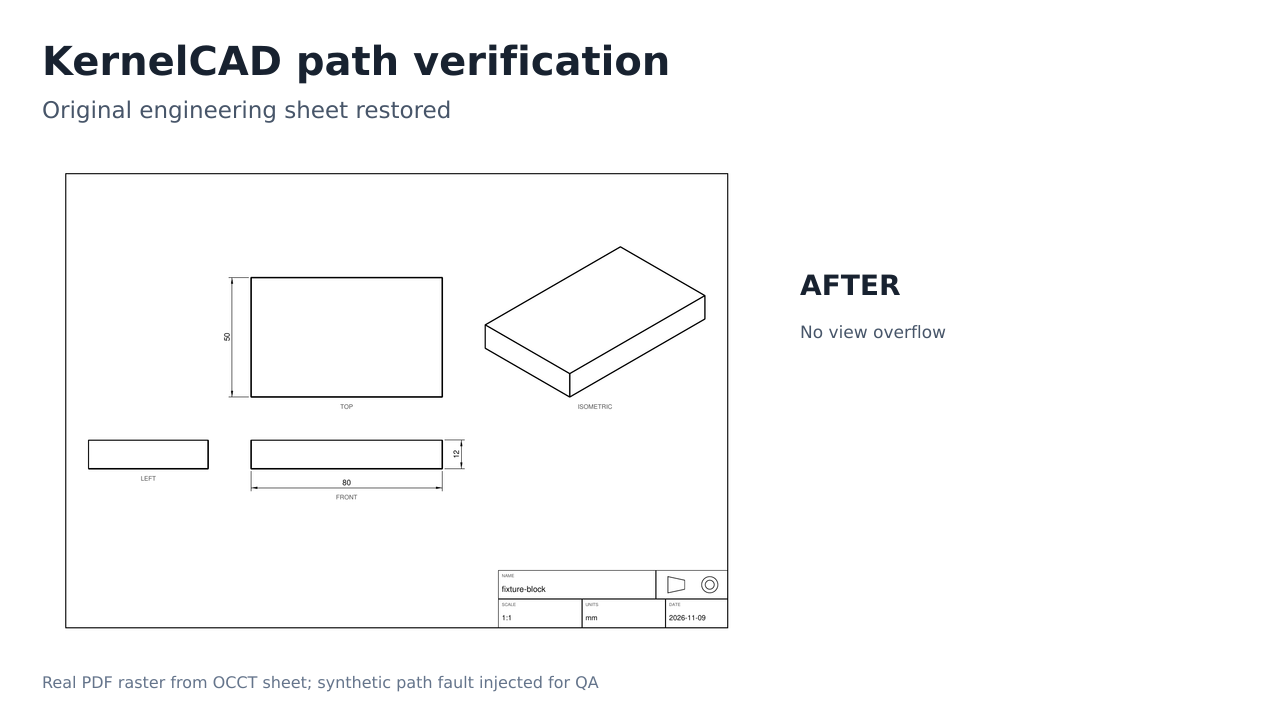 KernelCAD path verification
Original engineering sheet restored
50
TOP
ISOMETRIC
LEFT
12
80
FRONT
NAME
fixture-block
SCALE
1:1
UNITS
mm
DATE
2026-11-09
AFTER
No view overflow
Real PDF raster from OCCT sheet; synthetic path fault injected for QA